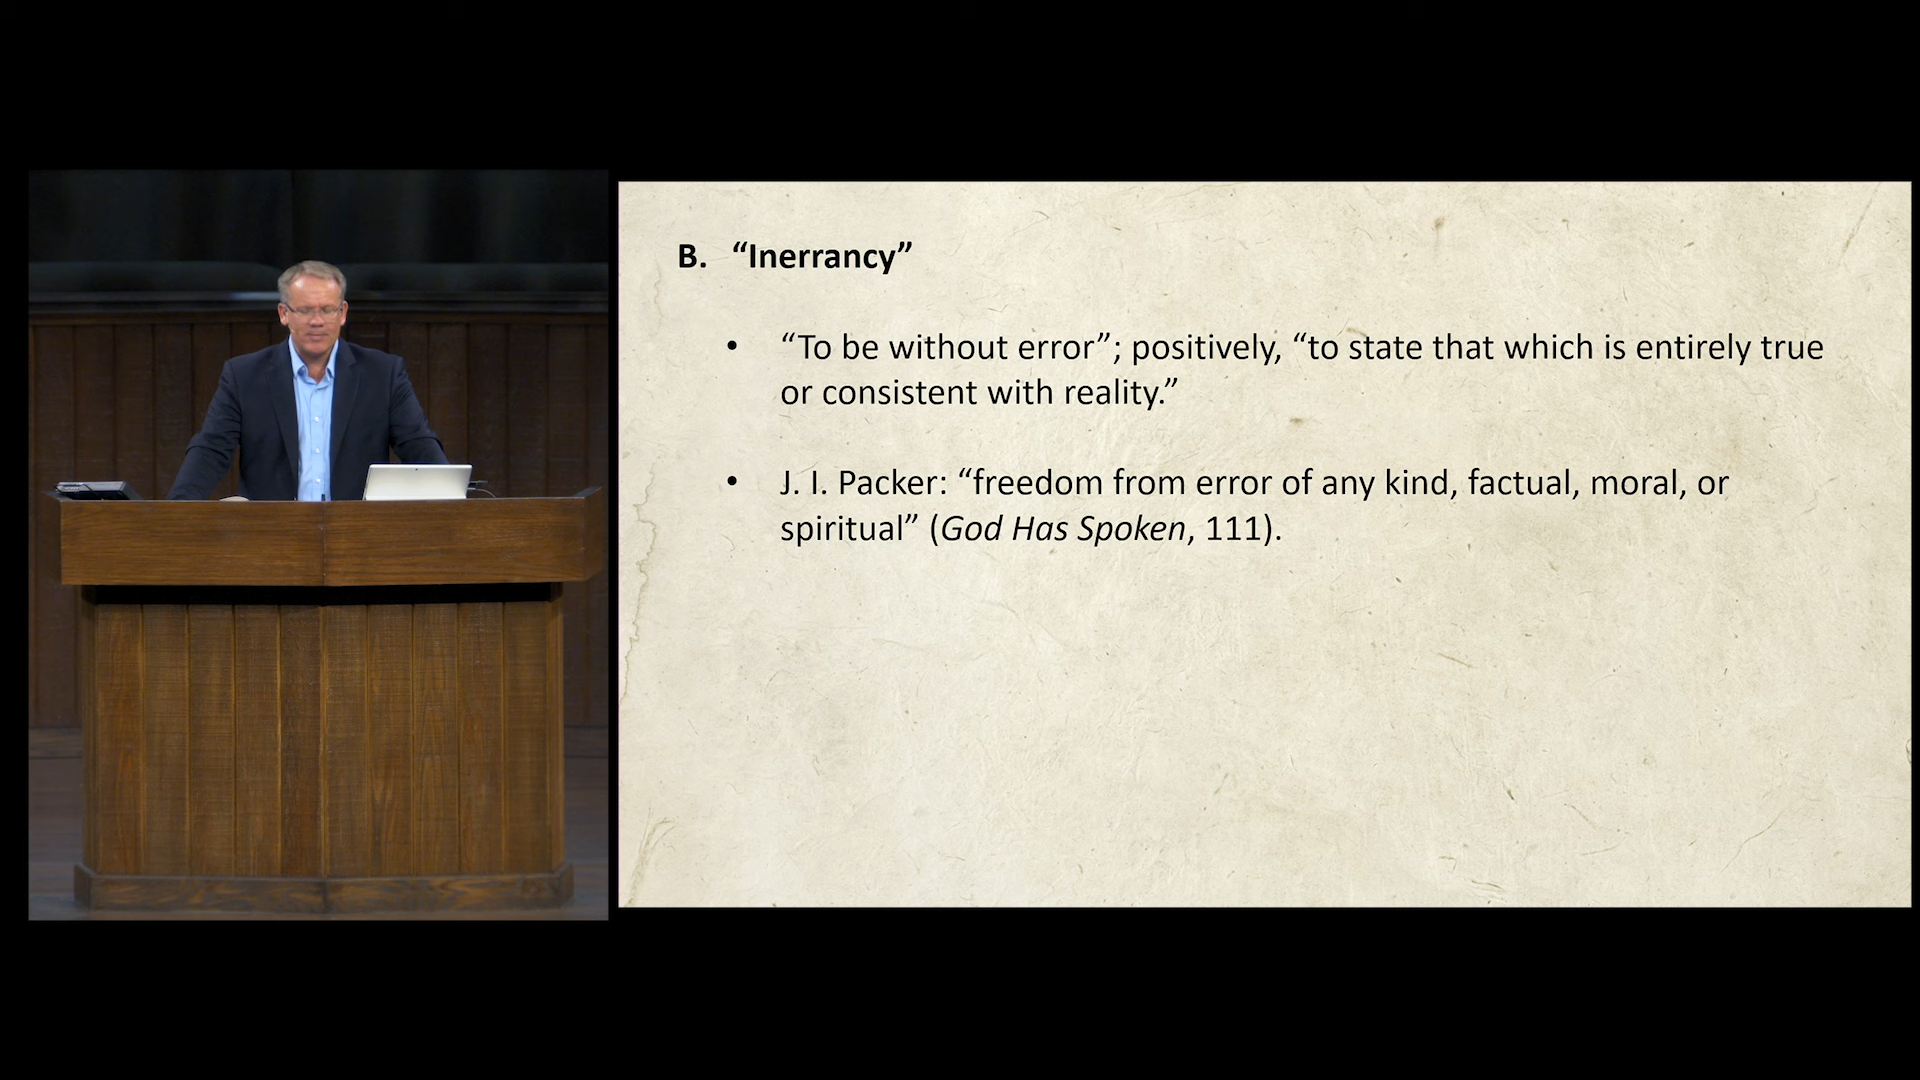 B. “Inerrancy”
• “To be without error”; positively, “to state that which is entirely true
or consistent with reality.”
• J. I. Packer: “freedom from error of any kind, factual, moral, or
spiritual” (God Has Spoken, 111).